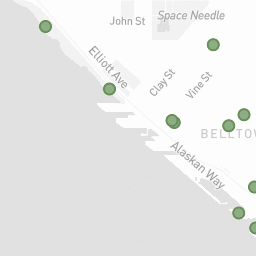 Space Needle
John St
Elliott Ave
Clay St
Vine St
BELLTOW
Alaskan Way